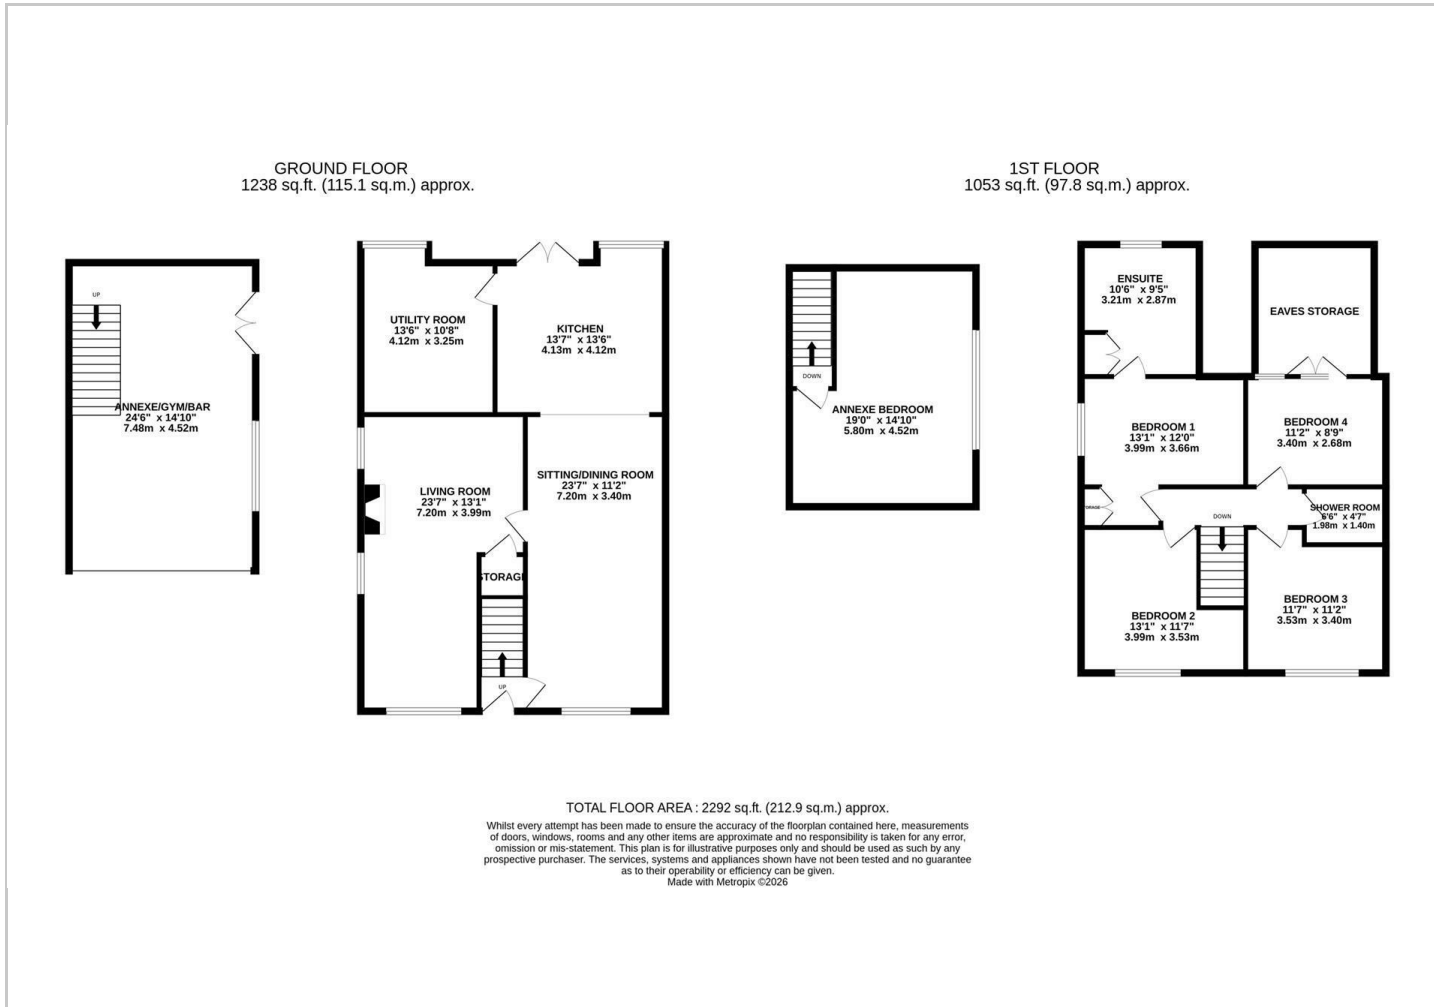 GROUND FLOOR
1238 sq.ft. (115.1 sq.m.) approx.
UP
ANNEXE/GYM/BAR
24'6" x 14'10"
7.48m x 4.52m
UTILITY ROOM
13'6" x 10'8"
4.12m x 3.25m
KITCHEN
13'7" x 13'6"
4.13m x 4.12m
LIVING ROOM
23'7" x 13'1"
7.20m x 3.99m
SITTING/DINING ROOM
23'7" x 11'2"
7.20m x 3.40m
STORAGE
UP
1ST FLOOR
1053 sq.ft. (97.8 sq.m.) approx.
DOWN
ANNEXE BEDROOM
19'0" x 14'10"
5.80m x 4.52m
ENSUITE
10'6" x 9'5"
3.21m x 2.87m
EAVES STORAGE
BEDROOM 1
13'1" x 12'0"
3.99m x 3.66m
BEDROOM 4
11'2" x 8'9"
3.40m x 2.68m
DOWN
SHOWER ROOM
6'6" x 4'7"
1.98m x 1.40m
BEDROOM 2
13'1" x 11'7"
3.99m x 3.53m
BEDROOM 3
11'7" x 11'2"
3.53m x 3.40m
TOTAL FLOOR AREA : 2292 sq.ft. (212.9 sq.m.) approx.
Whilst every attempt has been made to ensure the accuracy of the floorplan contained here, measurements
of doors, windows, rooms and any other items are approximate and no responsibility is taken for any error,
omission or mis-statement. This plan is for illustrative purposes only and should be used as such by any
prospective purchaser. The services, systems and appliances shown have not been tested and no guarantee
as to their operability or efficiency can be given.
Made with Metropix ©2026